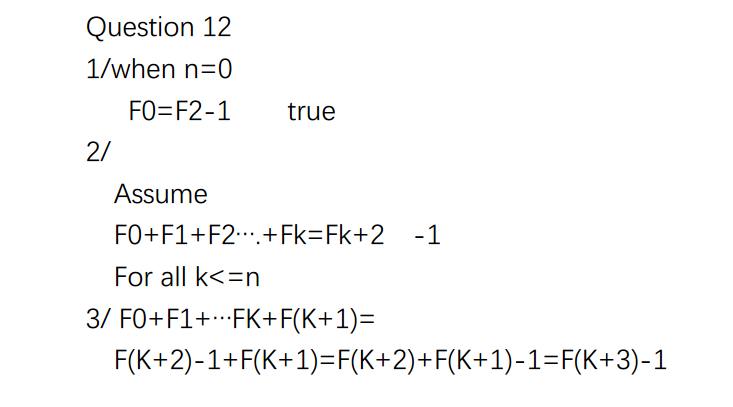 Question 12
1/when n=0
F0=F2-1 true
2/
Assume
F0+F1+F2···.+Fk=Fk+2 -1
For all k<=n
3/ F0+F1+···FK+F(K+1)=
F(K+2)-1+F(K+1)=F(K+2)+F(K+1)-1=F(K+3)-1